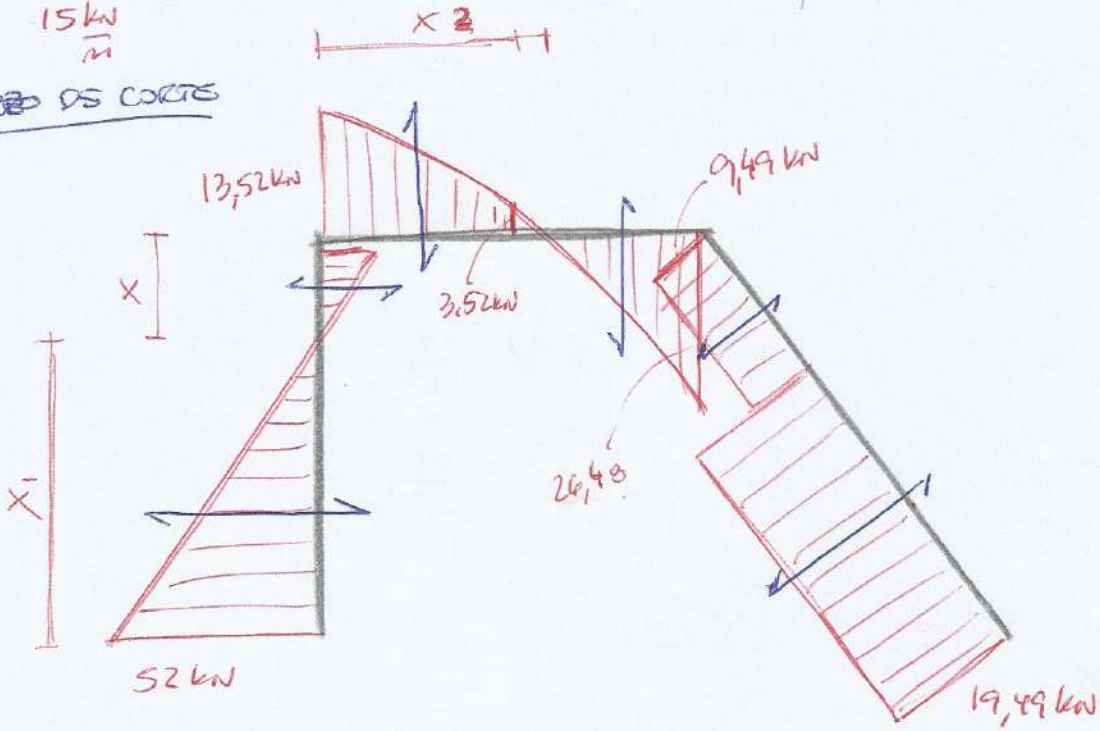 15 kN
m
X 2
DS CORTE
13,52 kN
9,49 kN
X
3,52 kN
26,48
X
52 kN
19,49 kN